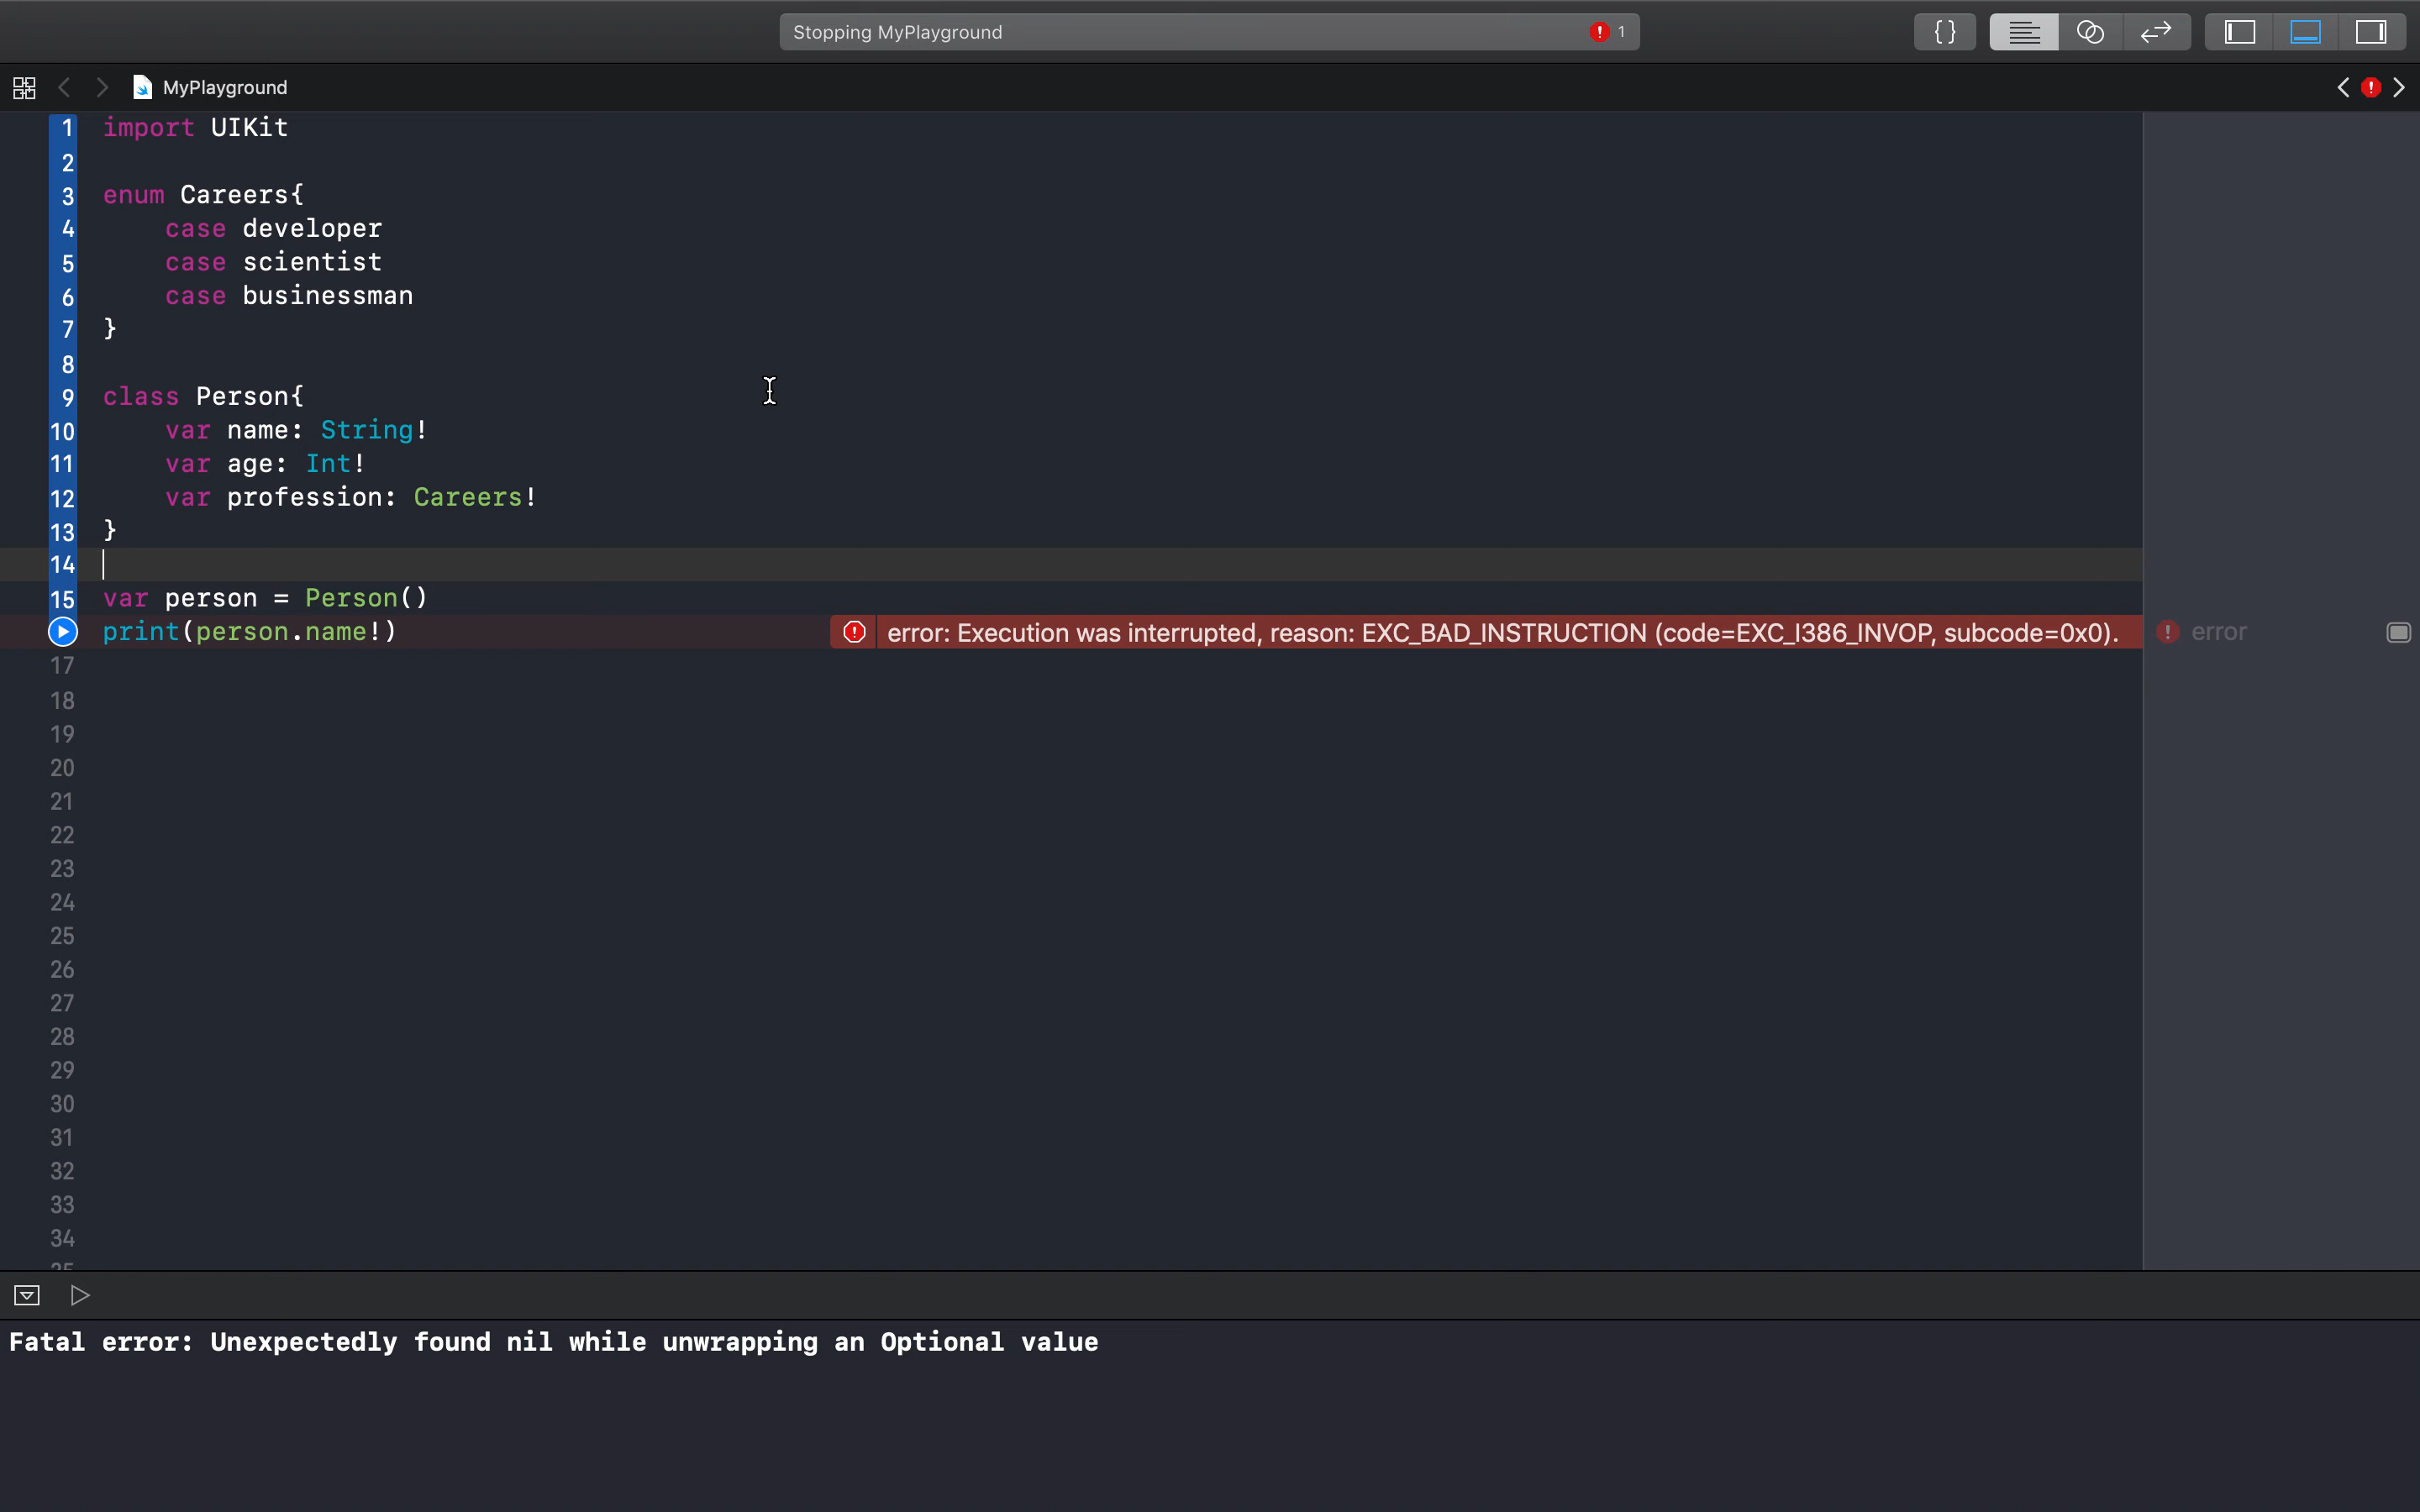 Stopping MyPlayground 1
{}
MyPlayground
1 import UIKit
2
3 enum Careers{
4     case developer
5     case scientist
6     case businessman
7 }
8
9 class Person{
10     var name: String!
11     var age: Int!
12     var profession: Careers!
13 }
14
15 var person = Person()
print(person.name!) error: Execution was interrupted, reason: EXC_BAD_INSTRUCTION (code=EXC_I386_INVOP, subcode=0x0). error
17
18
19
20
21
22
23
24
25
26
27
28
29
30
31
32
33
34
35
Fatal error: Unexpectedly found nil while unwrapping an Optional value